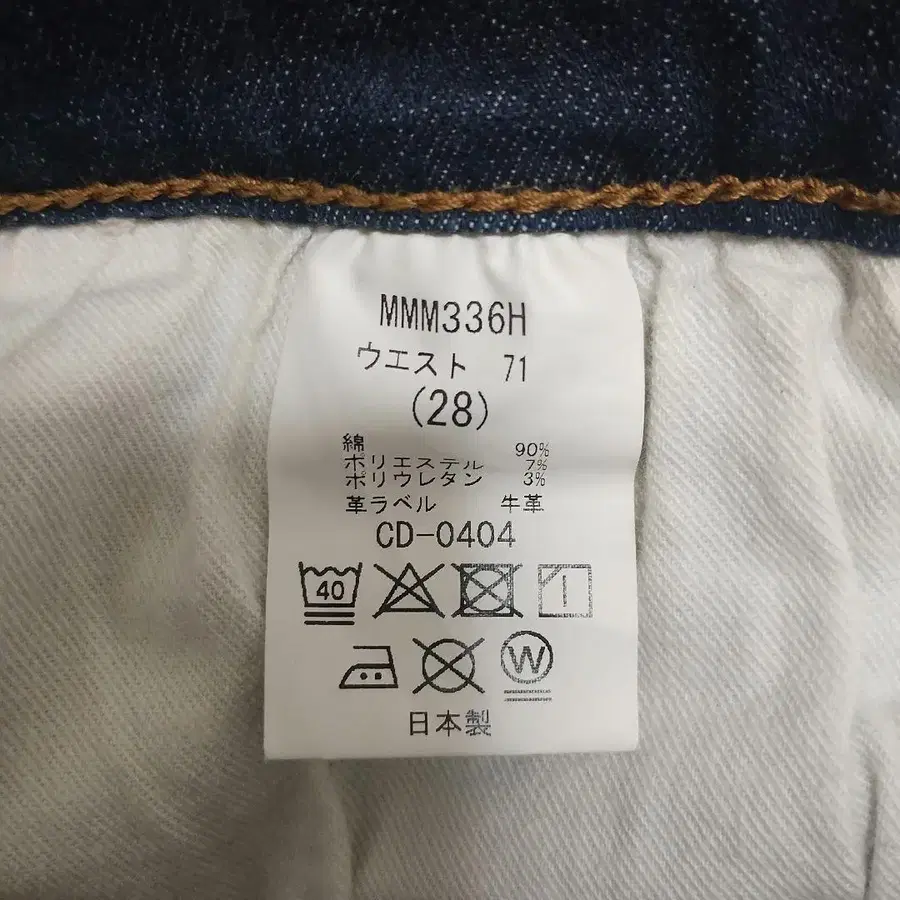 MMM336H
ウエスト 71
(28)
綿 90%
ポリエステル 7%
ポリウレタン 3%
革ラベル 牛革
CD-0404
40
W
日本製